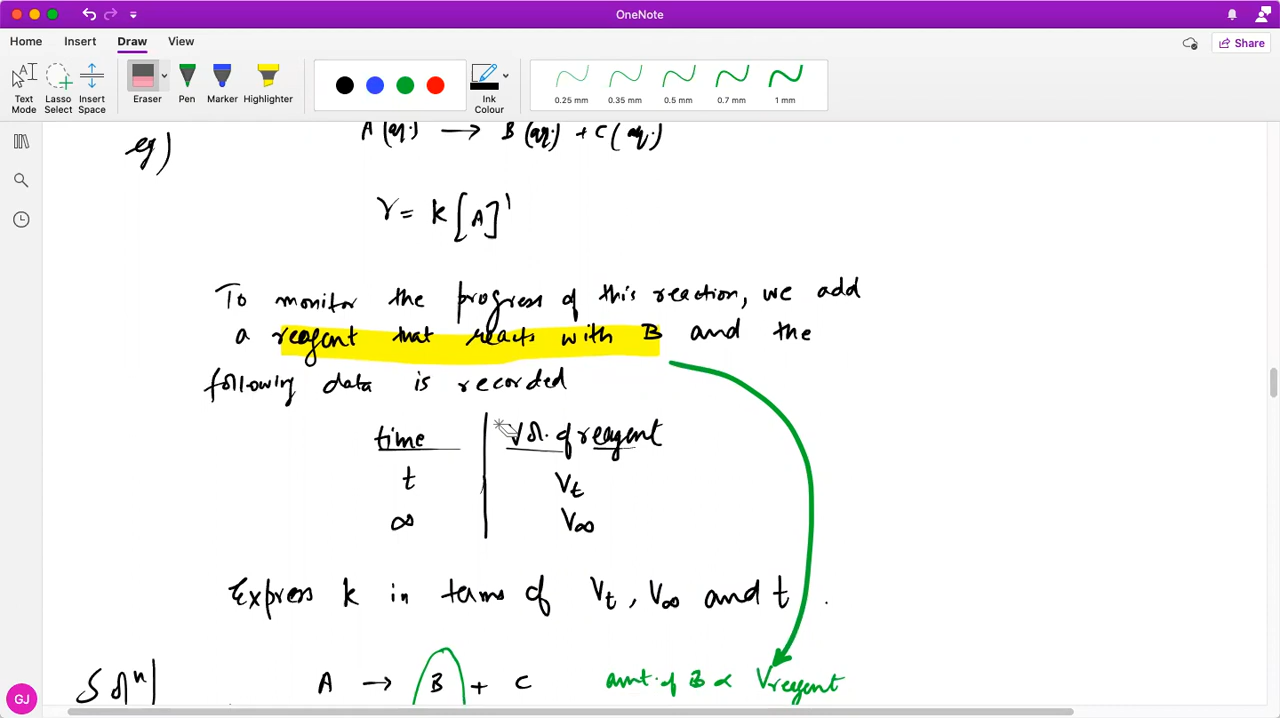 OneNote
Home Insert Draw View
Share
Text Mode
Lasso Select
Insert Space
Eraser
Pen
Marker
Highlighter
Ink Colour
0.25 mm 0.35 mm 0.5 mm 0.7 mm 1 mm
eg) A (aq.) → B (aq.) + C (aq.)
r = k [A]¹
To monitor the progress of this reaction, we add
a reagent that reacts with B and the
following data is recorded
time | Vol. of reagent
t | Vt
∞ | V∞
Express k in terms of Vt, V∞ and t .
Solⁿ| A → B + C amt. of B ∝ Vreagent
GJ